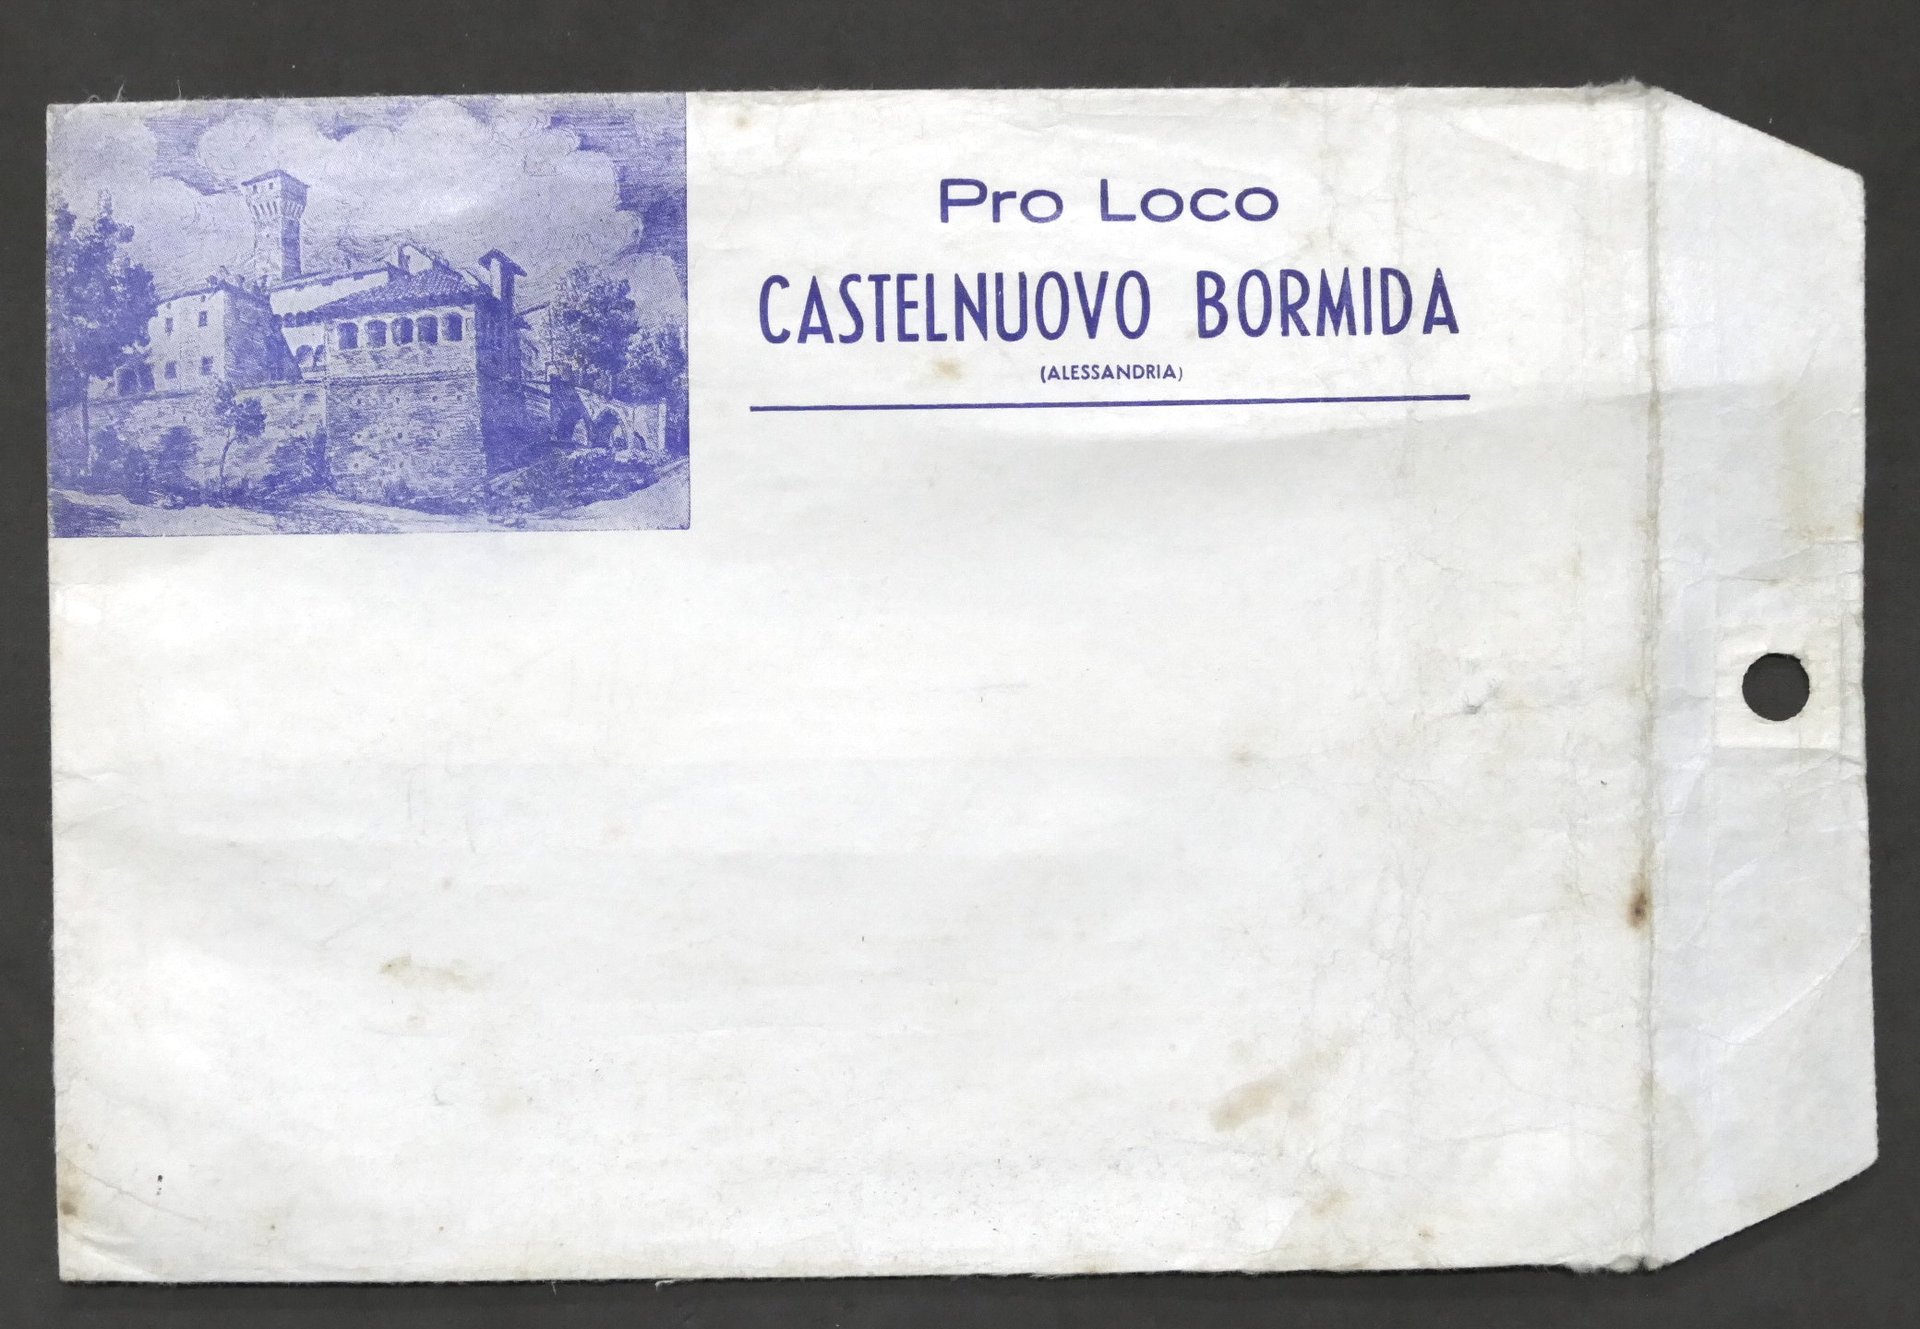 Pro Loco
CASTELNUOVO BORMIDA
(ALESSANDRIA)